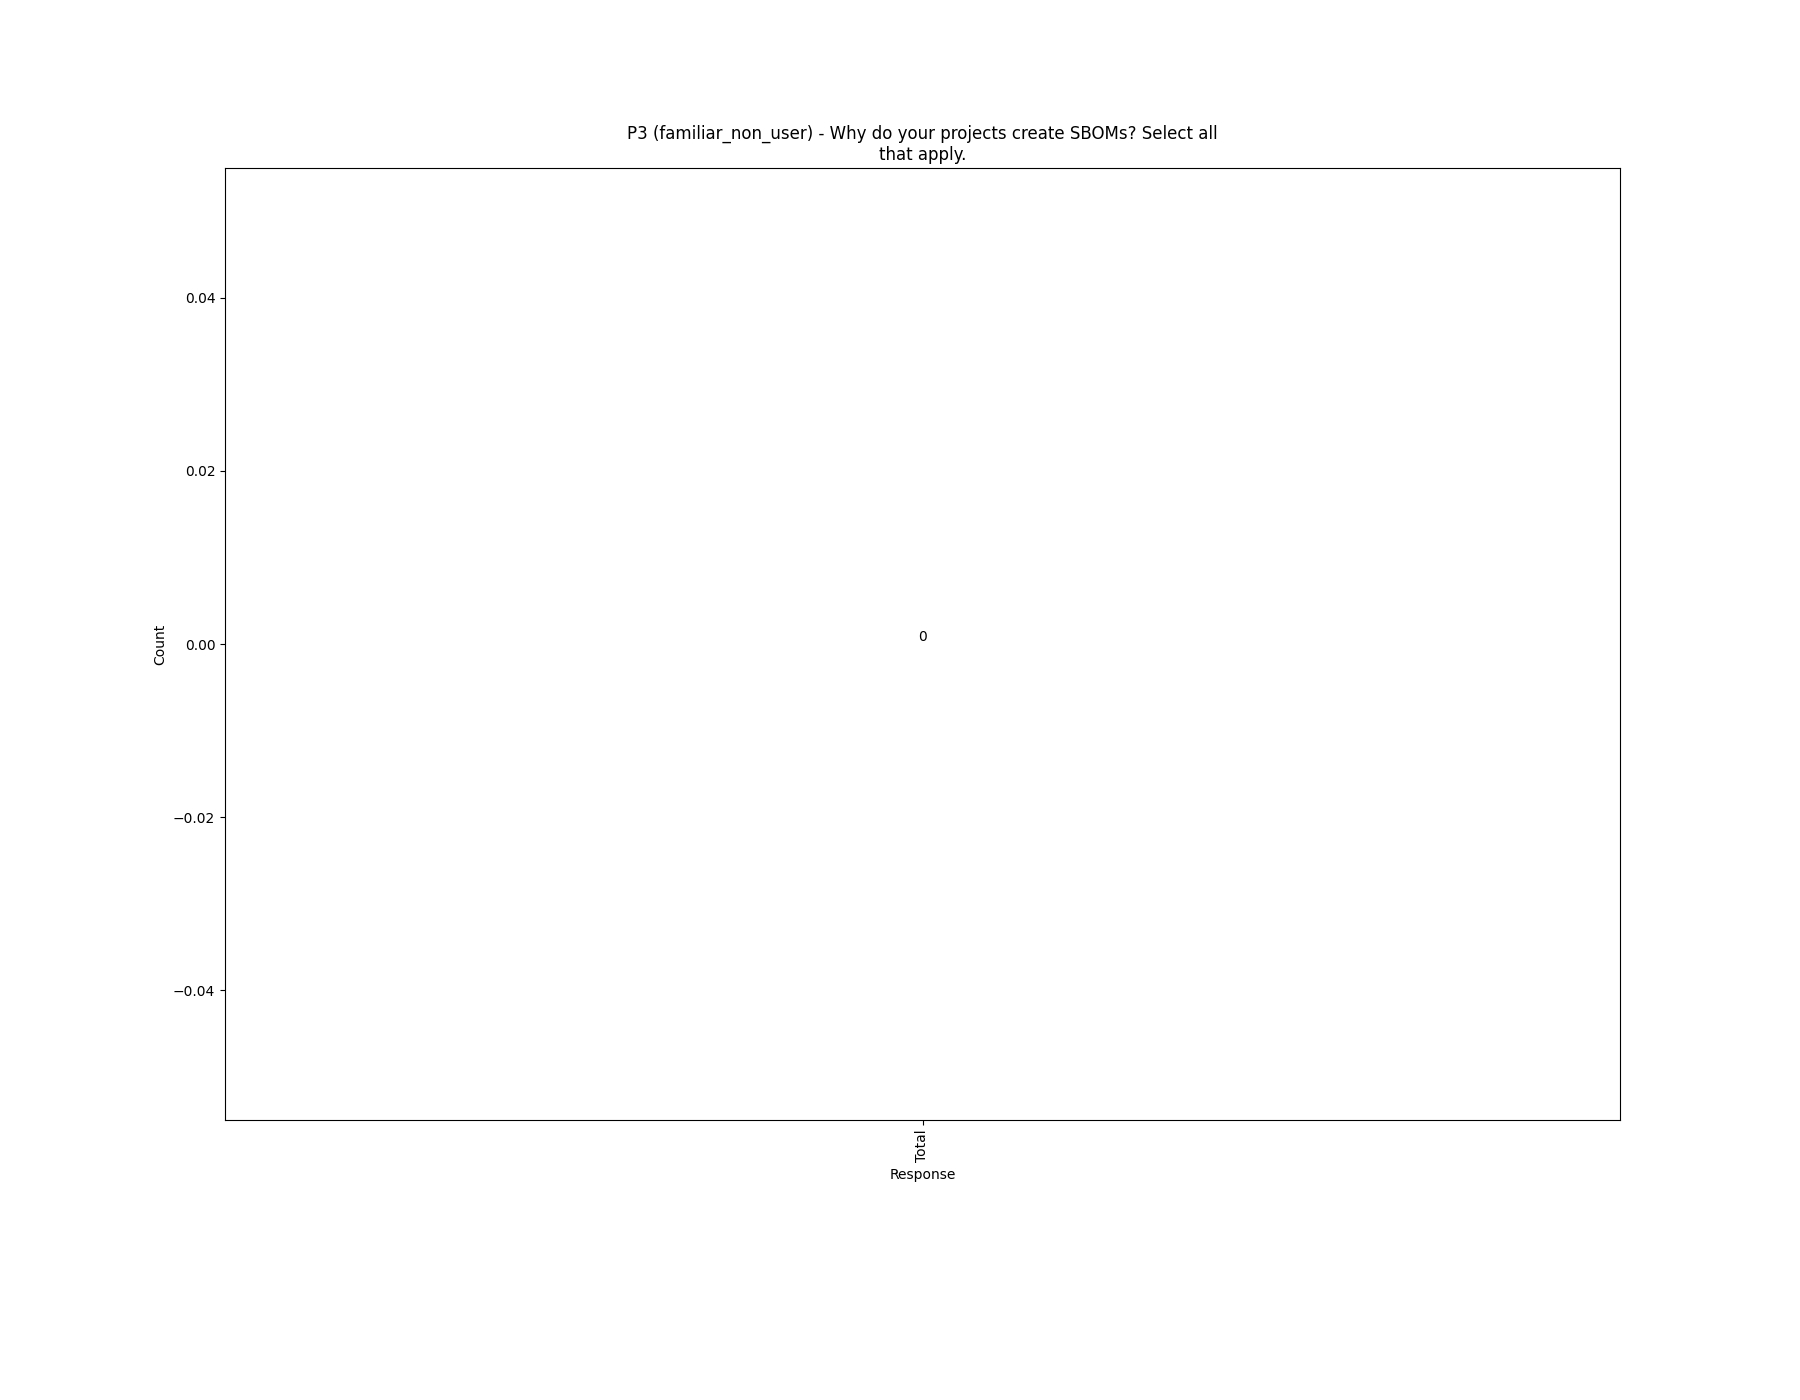 P3 (familiar_non_user) - Why do your projects create SBOMs? Select all
that apply.
0.04
0.02
0.00
−0.02
−0.04
Count
0
Total
Response